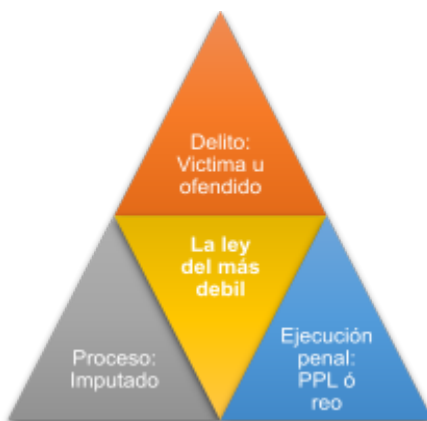 Delito:
Victima u
ofendido
La ley
del más
debil
Proceso:
Imputado
Ejecución
penal:
PPL ó
reo